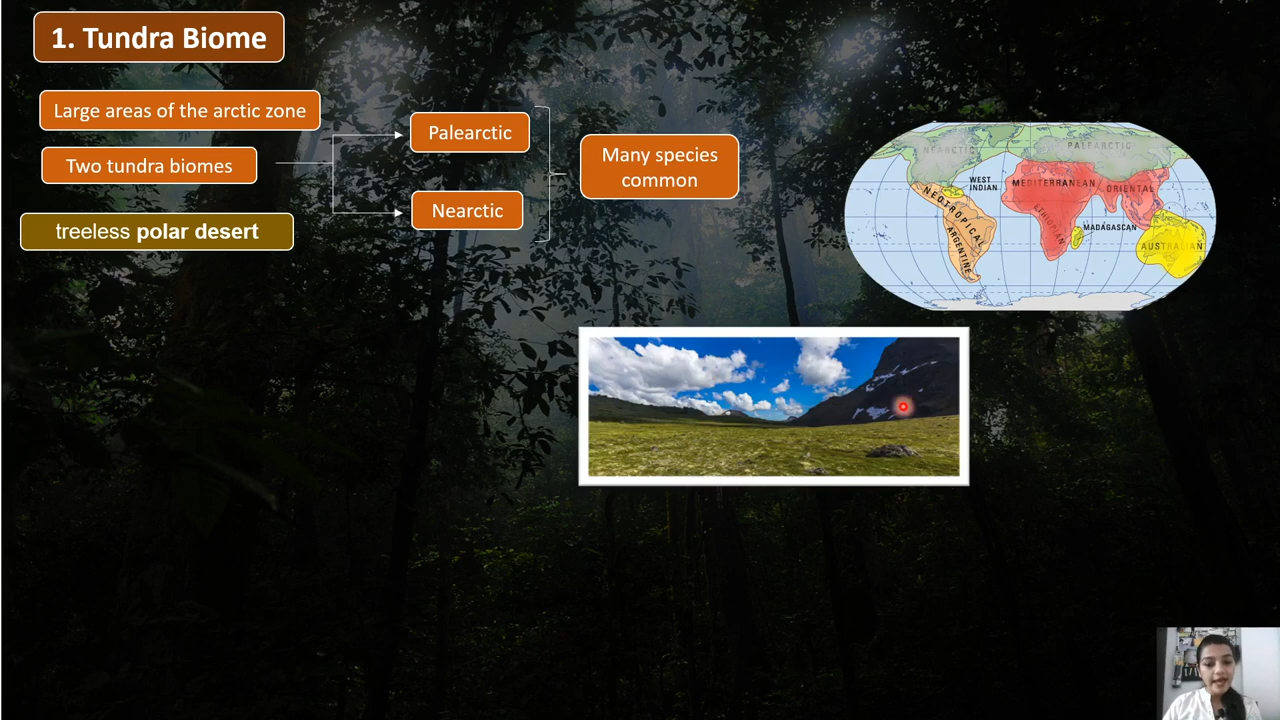 1. Tundra Biome
Large areas of the arctic zone
Two tundra biomes
treeless polar desert
Palearctic
Nearctic
Many species
common
NEARCTIC
PALEARCTIC
WEST
INDIAN
MEDITERRANEAN
ORIENTAL
NEOTROPICAL
ETHIOPIAN
MADAGASCAN
ARGENTINE
AUSTRALIAN